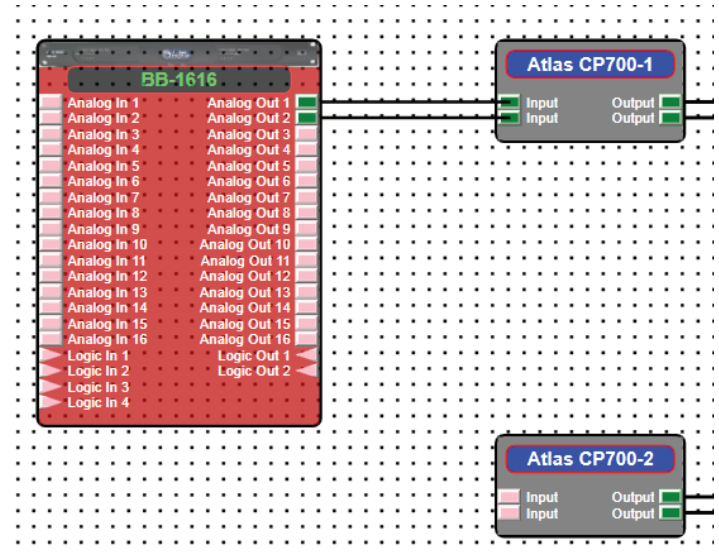 BB-1616
Analog In 1 Analog Out 1
Analog In 2 Analog Out 2
Analog In 3 Analog Out 3
Analog In 4 Analog Out 4
Analog In 5 Analog Out 5
Analog In 6 Analog Out 6
Analog In 7 Analog Out 7
Analog In 8 Analog Out 8
Analog In 9 Analog Out 9
Analog In 10 Analog Out 10
Analog In 11 Analog Out 11
Analog In 12 Analog Out 12
Analog In 13 Analog Out 13
Analog In 14 Analog Out 14
Analog In 15 Analog Out 15
Analog In 16 Analog Out 16
Logic In 1 Logic Out 1
Logic In 2 Logic Out 2
Logic In 3
Logic In 4
Atlas CP700-1
Input Output
Input Output
Atlas CP700-2
Input Output
Input Output